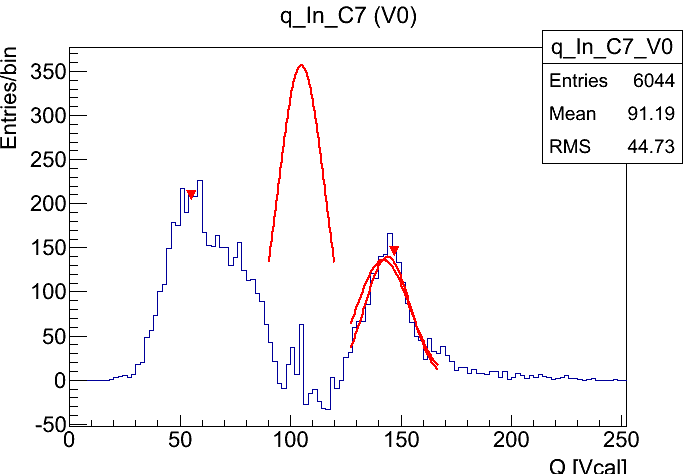 q_In_C7 (V0)
q_In_C7_V0
Entries 6044
Mean 91.19
RMS 44.73
Entries/bin
350
300
250
200
150
100
50
0
-50
0 50 100 150 200 250
Q [Vcal]